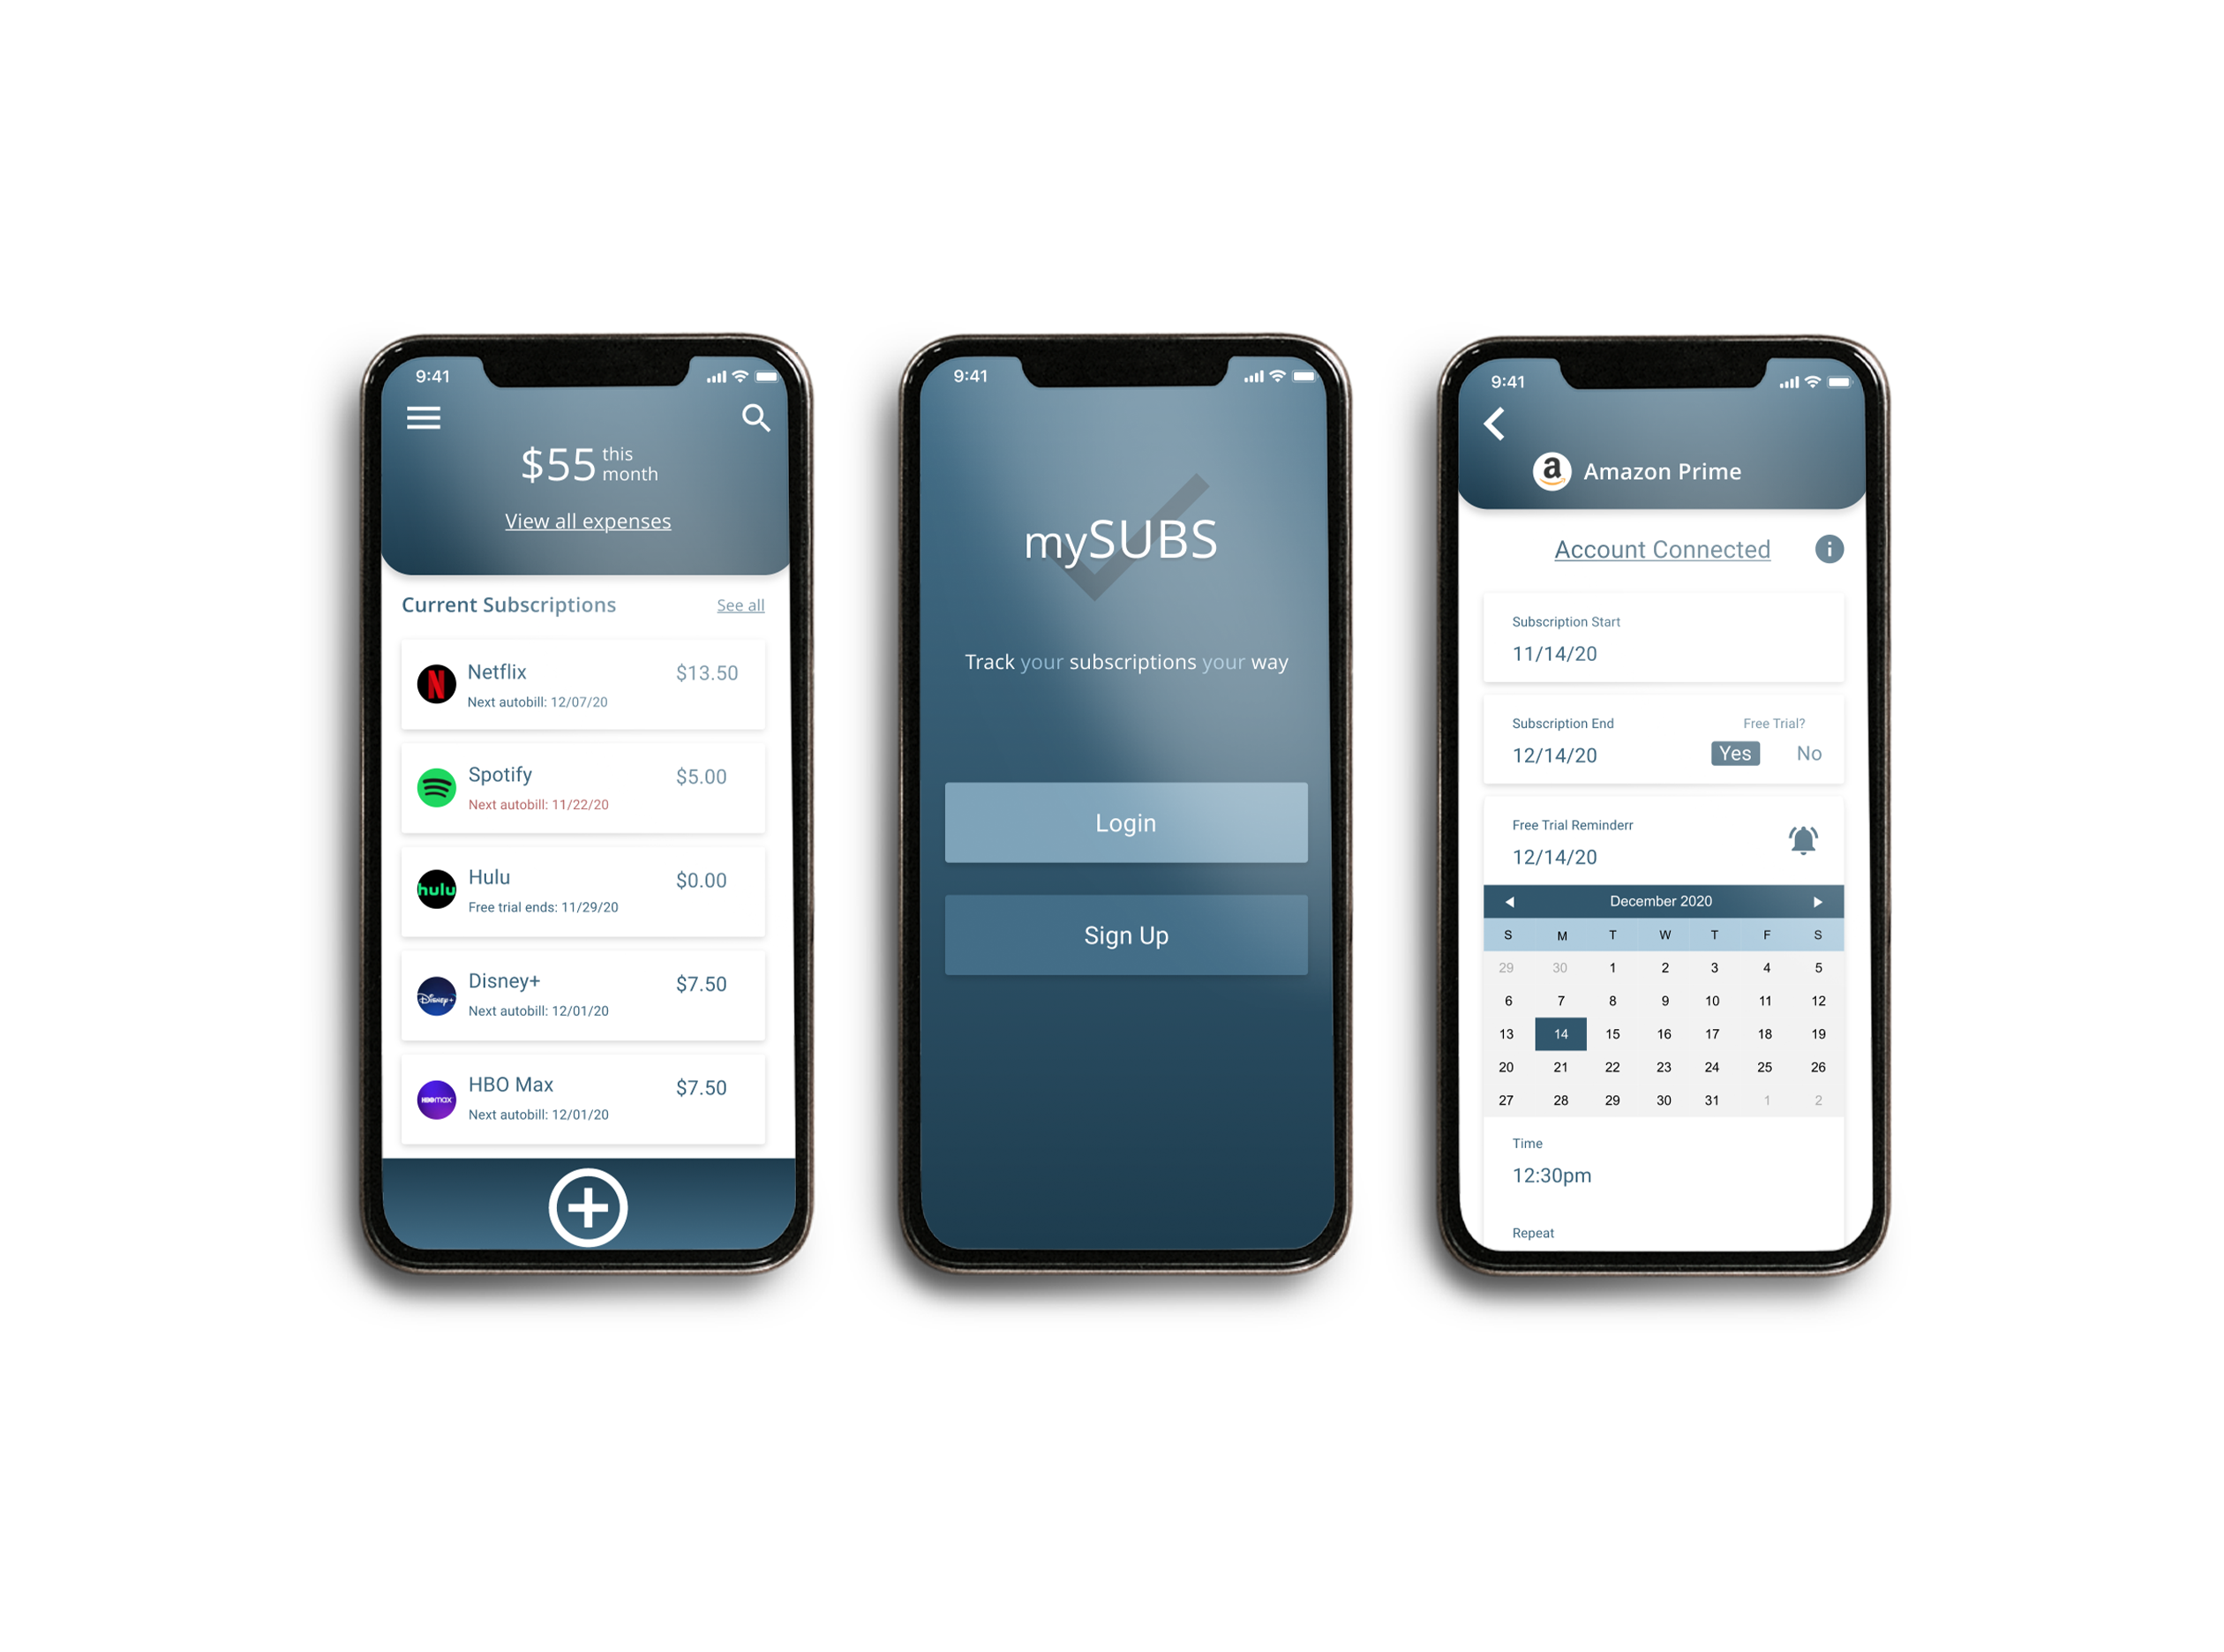 9:41
$55 this
month
View all expenses
Current Subscriptions See all
Netflix $13.50
Next autobill: 12/07/20
Spotify $5.00
Next autobill: 11/22/20
hulu
Hulu $0.00
Free trial ends: 11/29/20
Disney+
Disney+ $7.50
Next autobill: 12/01/20
HBOmax
HBO Max $7.50
Next autobill: 12/01/20
9:41
mySUBS
Track your subscriptions your way
Login
Sign Up
9:41
a Amazon Prime
Account Connected i
Subscription Start
11/14/20
Subscription End Free Trial?
12/14/20 Yes No
Free Trial Reminderr
12/14/20
December 2020
S M T W T F S
29 30 1 2 3 4 5
6 7 8 9 10 11 12
13 14 15 16 17 18 19
20 21 22 23 24 25 26
27 28 29 30 31 1 2
Time
12:30pm
Repeat